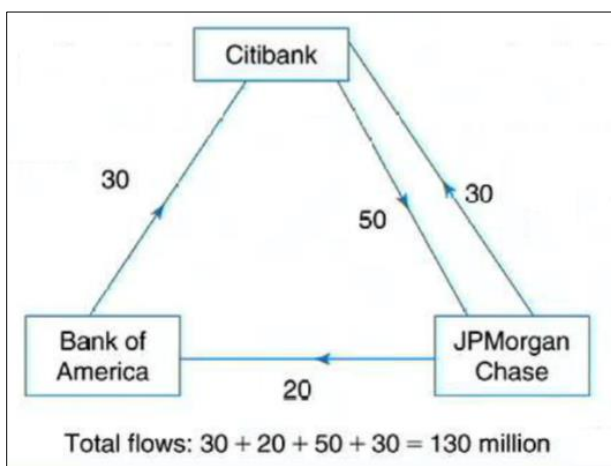 Citibank
30
50
30
Bank of
America
JPMorgan
Chase
20
Total flows: 30 + 20 + 50 + 30 = 130 million